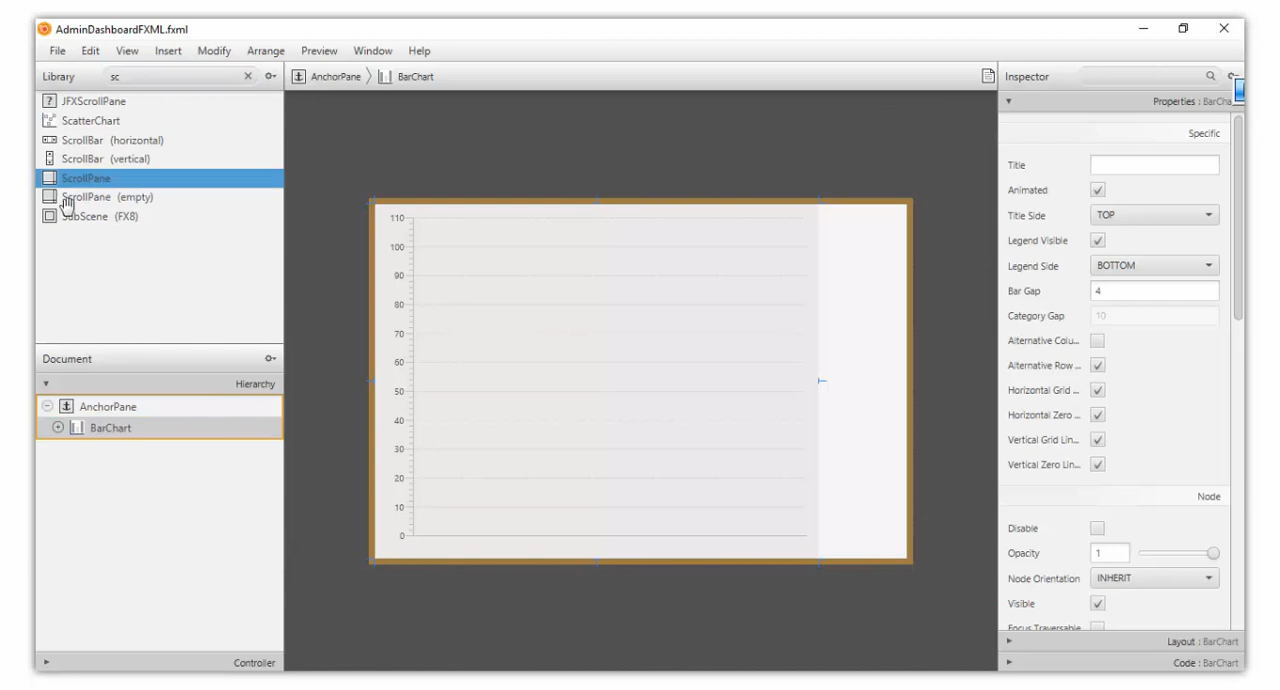 AdminDashboardFXML.fxml
File Edit View Insert Modify Arrange Preview Window Help
Library sc
JFXScrollPane
ScatterChart
ScrollBar (horizontal)
ScrollBar (vertical)
ScrollPane
ScrollPane (empty)
SubScene (FX8)
Document
Hierarchy
AnchorPane
BarChart
Controller
AnchorPane BarChart
110
100
90
80
70
60
50
40
30
20
10
0
Inspector
Properties : BarCha
Specific
Title
Animated
Title Side TOP
Legend Visible
Legend Side BOTTOM
Bar Gap 4
Category Gap 10
Alternative Colu...
Alternative Row ...
Horizontal Grid ...
Horizontal Zero ...
Vertical Grid Lin...
Vertical Zero Lin...
Node
Disable
Opacity 1
Node Orientation INHERIT
Visible
Focus Traversable
Layout : BarChart
Code : BarChart